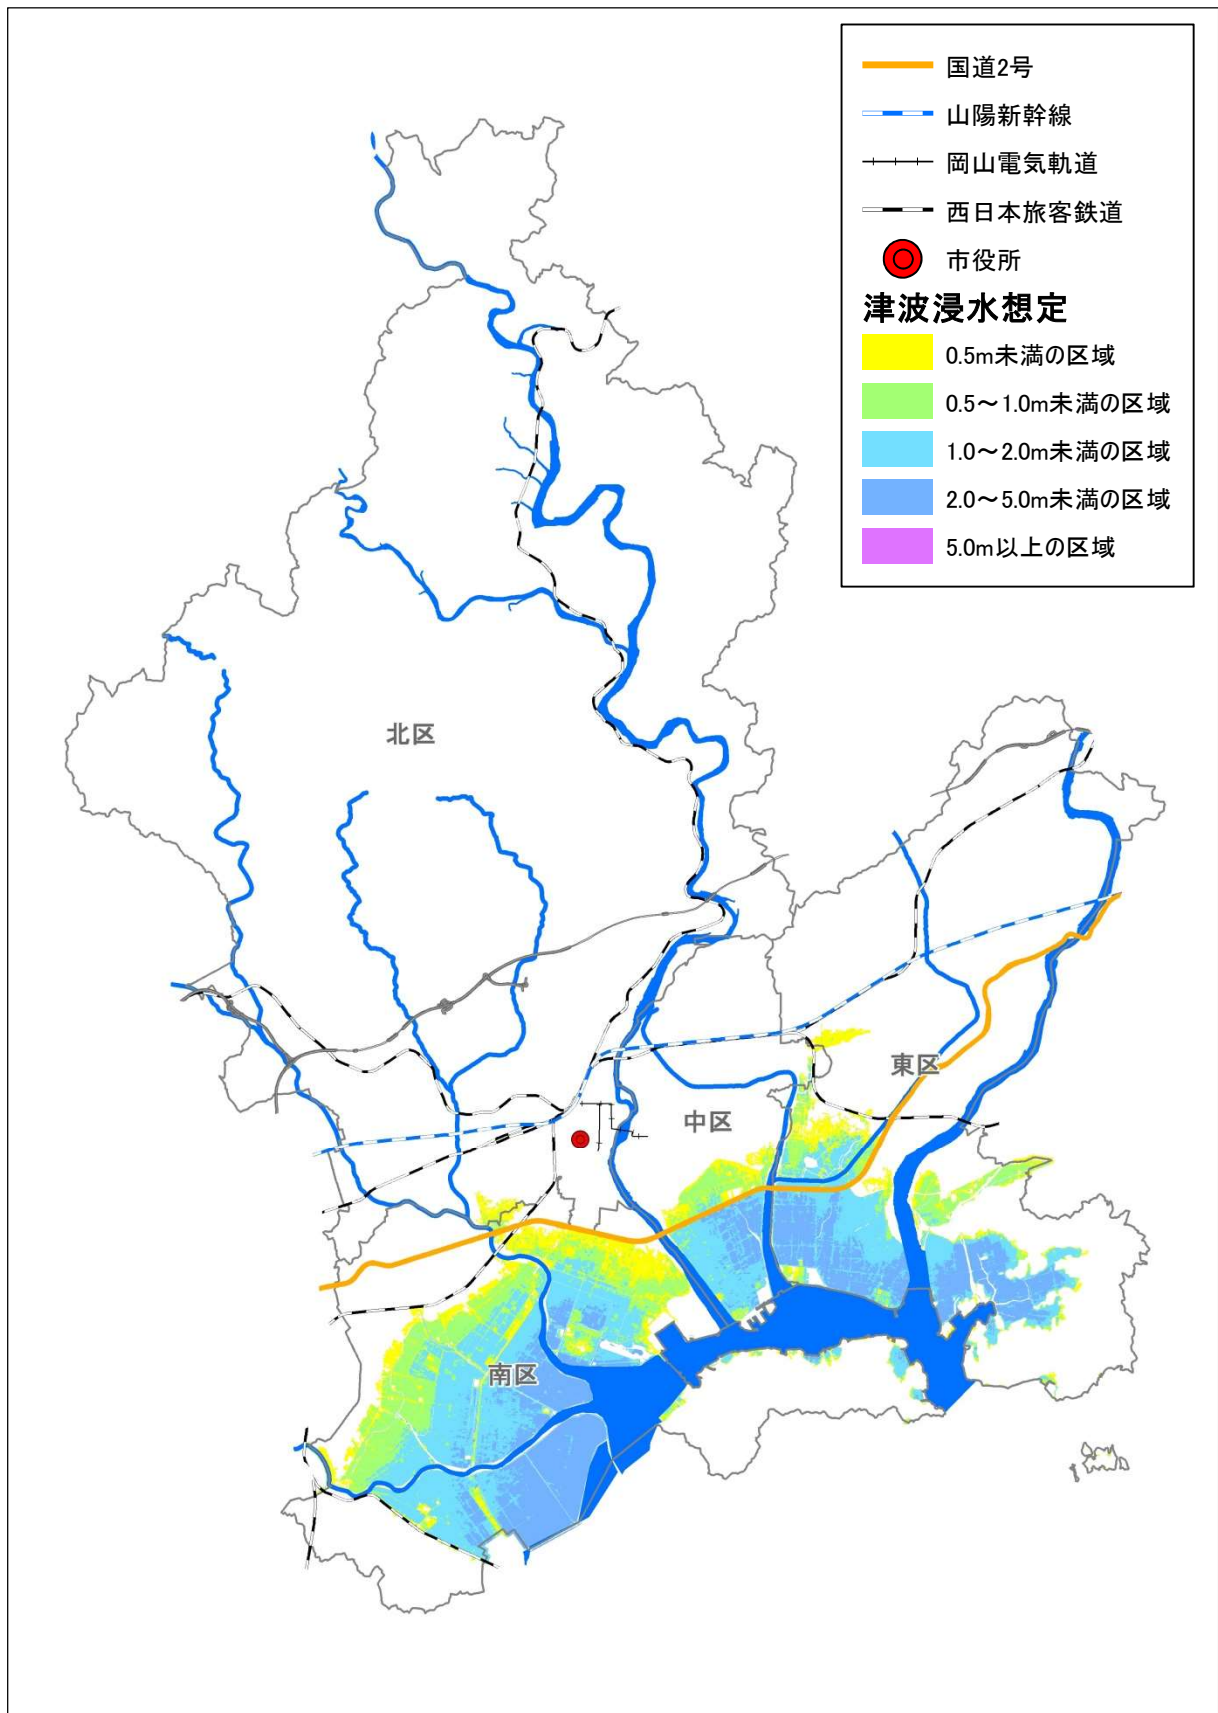 国道2号
山陽新幹線
岡山電気軌道
西日本旅客鉄道
市役所
津波浸水想定
0.5m未満の区域
0.5～1.0m未満の区域
1.0～2.0m未満の区域
2.0～5.0m未満の区域
5.0m以上の区域
北区
東区
中区
南区